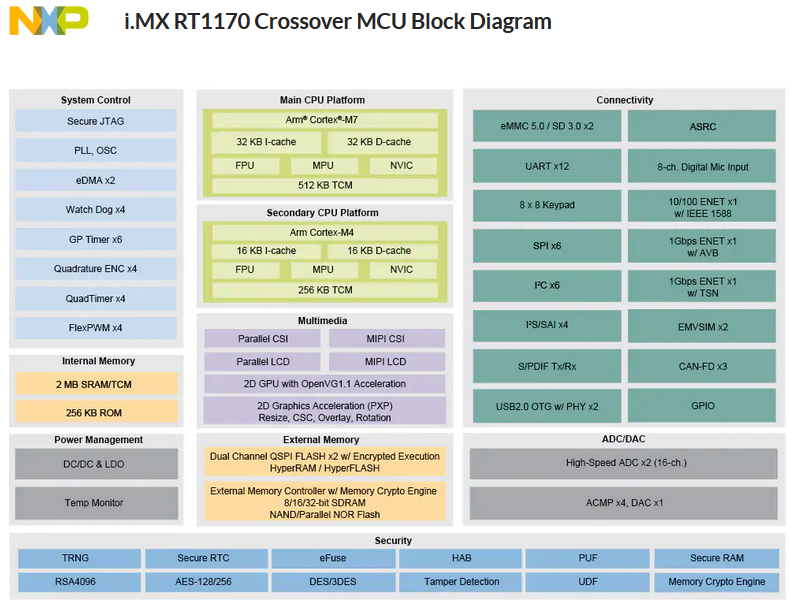 NXP
i.MX RT1170 Crossover MCU Block Diagram
System Control
Secure JTAG
PLL, OSC
eDMA x2
Watch Dog x4
GP Timer x6
Quadrature ENC x4
QuadTimer x4
FlexPWM x4
Internal Memory
2 MB SRAM/TCM
256 KB ROM
Power Management
DC/DC & LDO
Temp Monitor
Main CPU Platform
Arm® Cortex®-M7
32 KB I-cache
32 KB D-cache
FPU
MPU
NVIC
512 KB TCM
Secondary CPU Platform
Arm Cortex-M4
16 KB I-cache
16 KB D-cache
FPU
MPU
NVIC
256 KB TCM
Multimedia
Parallel CSI
MIPI CSI
Parallel LCD
MIPI LCD
2D GPU with OpenVG1.1 Acceleration
2D Graphics Acceleration (PXP)
Resize, CSC, Overlay, Rotation
External Memory
Dual Channel QSPI FLASH x2 w/ Encrypted Execution
HyperRAM / HyperFLASH
External Memory Controller w/ Memory Crypto Engine
8/16/32-bit SDRAM
NAND/Parallel NOR Flash
Connectivity
eMMC 5.0 / SD 3.0 x2
ASRC
UART x12
8-ch. Digital Mic Input
8 x 8 Keypad
10/100 ENET x1
w/ IEEE 1588
SPI x6
1Gbps ENET x1
w/ AVB
I²C x6
1Gbps ENET x1
w/ TSN
I²S/SAI x4
EMVSIM x2
S/PDIF Tx/Rx
CAN-FD x3
USB2.0 OTG w/ PHY x2
GPIO
ADC/DAC
High-Speed ADC x2 (16-ch.)
ACMP x4, DAC x1
Security
TRNG
Secure RTC
eFuse
HAB
PUF
Secure RAM
RSA4096
AES-128/256
DES/3DES
Tamper Detection
UDF
Memory Crypto Engine